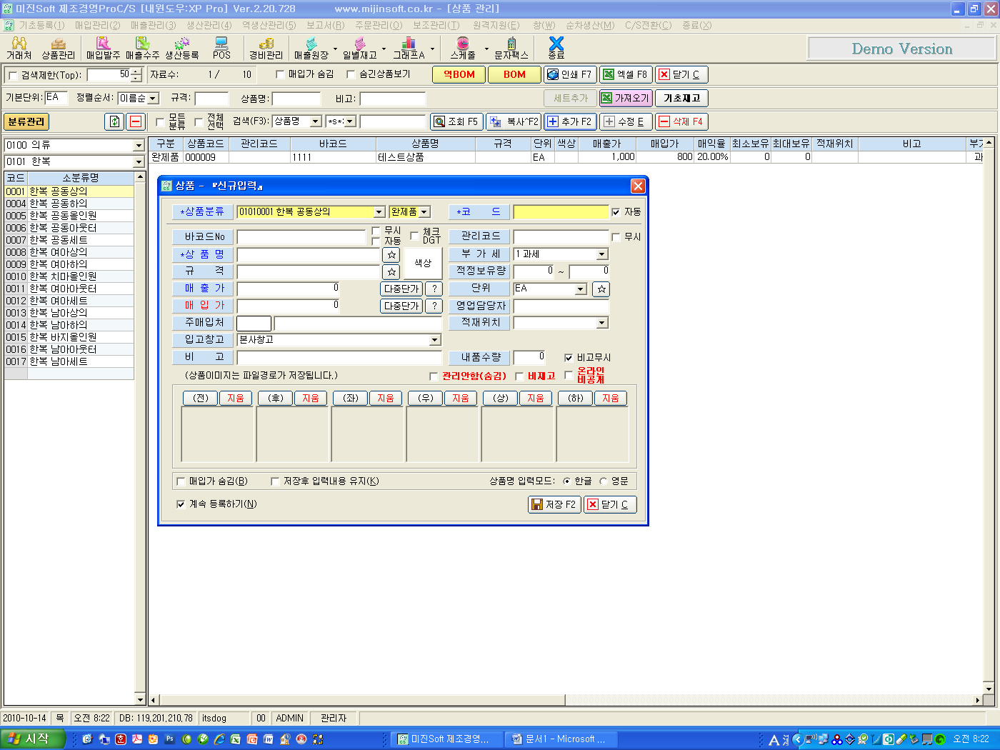 미진Soft 제조경영ProC/S [내윈도우:XP Pro] Ver.2.20.728 www.mijinsoft.co.kr - [상품 관리]
기초등록(1) 매입관리(2) 매출관리(3) 생산관리(4) 역생산관리(5) 보고서(R) 주문관리(O) 보조관리(T) 원격지원(E) 창(W) 순차생산(M) C/S전환(C) 종료(X)
거래처 상품관리 매입발주 매출수주 생산등록 POS 경비관리 매출원장 일별재고 그래프A 스케줄 문자팩스 종료
Demo Version
검색제한(Top): 50 자료수: 1 / 10 매입가 숨김 숨긴상품보기 역BOM BOM 인쇄 F7 엑셀 F8 닫기 C
기본단위: EA 정렬순서: 이름순 규격: 상품명: 비고: 세트추가 가져오기 기초재고
분류관리 모든분류 전체선택 검색(F3): 상품명 *s* 조회 F5 복사^F2 추가 F2 수정 E 삭제 F4
0100 의류
0101 한복
구분 상품코드 관리코드 바코드 상품명 규격 단위 색상 매출가 매입가 매익율 최소보유 최대보유 적재위치 비고
완제품 000009 1111 테스트상품 EA 1,000 800 20.00% 0 0
코드 소분류명
0001 한복 공동상의
0004 한복 공동하의
0005 한복 공동올인원
0006 한복 공동아웃터
0007 한복 공동세트
0008 한복 여아상의
0009 한복 여아하의
0010 한복 치마올인원
0011 한복 여아아웃터
0012 한복 여아세트
0013 한복 남아상의
0014 한복 남아하의
0015 한복 바지올인원
0016 한복 남아아웃터
0017 한복 남아세트
상품 - 『신규입력』
*상품분류 01010001 한복 공동상의 완제품 *코 드 자동
바코드No 무시 자동 체크 DGT 관리코드 무시
*상 품 명 ☆ 색상 부 가 세 1 과세
규 격 ☆ 적정보유량 0 ~ 0
매 출 가 0 다중단가 ? 단위 EA ☆
매 입 가 0 다중단가 ? 영업담당자
주매입처 적재위치
입고창고 본사창고
비 고 내품수량 0 비고무시
(상품이미지는 파일경로가 저장됩니다.) 관리안함(숨김) 비재고 온라인 비공개
(전) 지움 (후) 지움 (좌) 지움 (우) 지움 (상) 지움 (하) 지움
매입가 숨김(B) 저장후 입력내용 유지(K) 상품명 입력모드: 한글 영문
계속 등록하기(N) 저장 F2 닫기 C
2010-10-14 목 오전 8:22 DB: 119,201,210,78 itsdog 00 ADMIN 관리자
시작 미진Soft 제조경영... 문서1 - Microsoft ... A 漢 오전 8:22